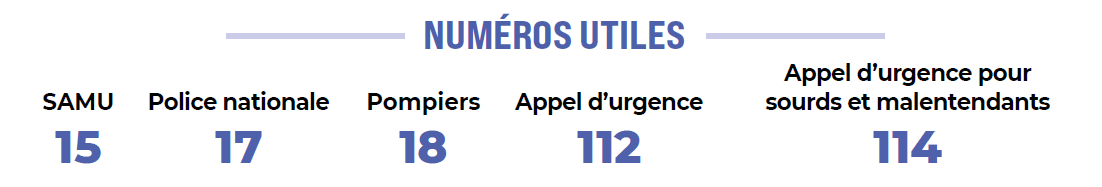 NUMÉROS UTILES
SAMU
15
Police nationale
17
Pompiers
18
Appel d’urgence
112
Appel d’urgence pour
sourds et malentendants
114